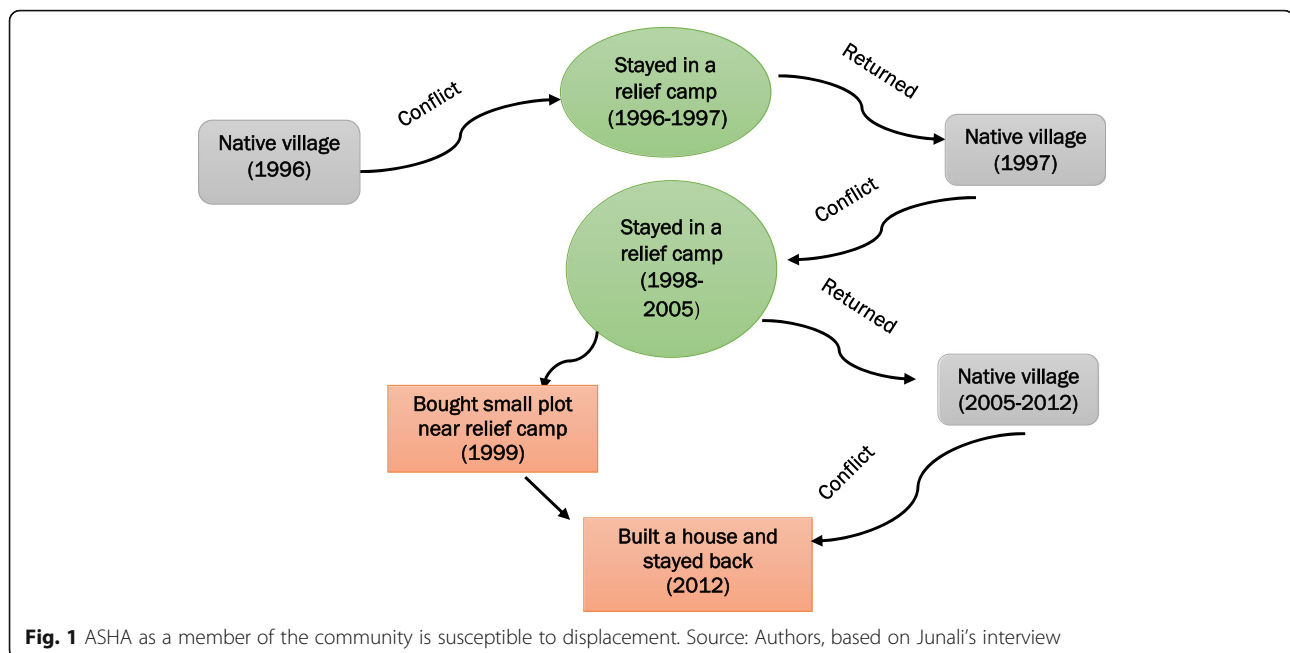 Conflict
Stayed in a
relief camp
(1996-1997)
Returned
Native village
(1996)
Native village
(1997)
Conflict
Stayed in a
relief camp
(1998-
2005)
Returned
Bought small plot
near relief camp
(1999)
Native village
(2005-2012)
Conflict
Built a house and
stayed back
(2012)
Fig. 1 ASHA as a member of the community is susceptible to displacement. Source: Authors, based on Junali's interview